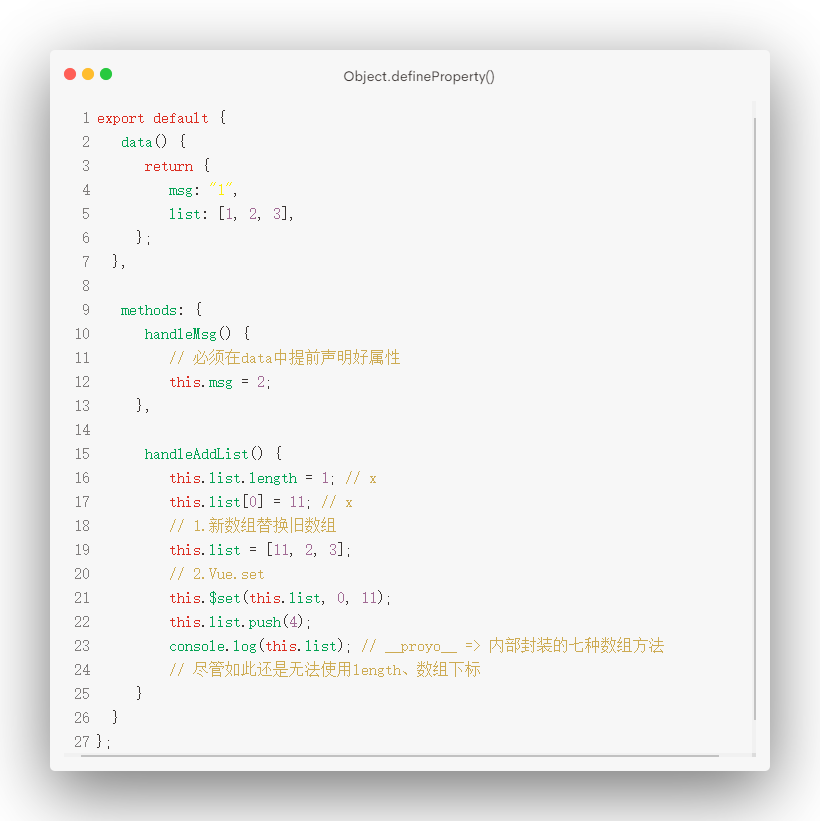 Object.defineProperty()
1 export default {
2 data() {
3 return {
4 msg: "1",
5 list: [1, 2, 3],
6 };
7 },
8
9 methods: {
10 handleMsg() {
11 // 必须在data中提前声明好属性
12 this.msg = 2;
13 },
14
15 handleAddList() {
16 this.list.length = 1; // x
17 this.list[0] = 11; // x
18 // 1.新数组替换旧数组
19 this.list = [11, 2, 3];
20 // 2.Vue.set
21 this.$set(this.list, 0, 11);
22 this.list.push(4);
23 console.log(this.list); // __proyo__ => 内部封装的七种数组方法
24 // 尽管如此还是无法使用length、数组下标
25 }
26 }
27 };